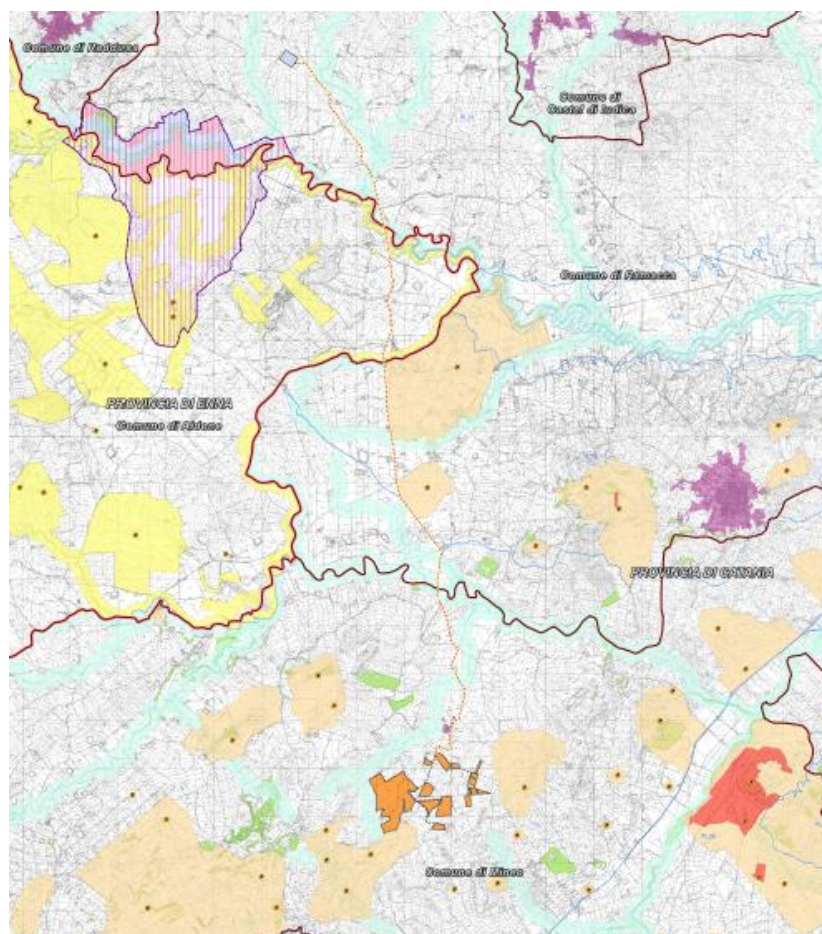 Comune di Raddusa
Comune di
Castel di Iudica
Comune di Ramacca
PROVINCIA DI ENNA
Comune di Aidone
PROVINCIA DI CATANIA
Comune di Mineo